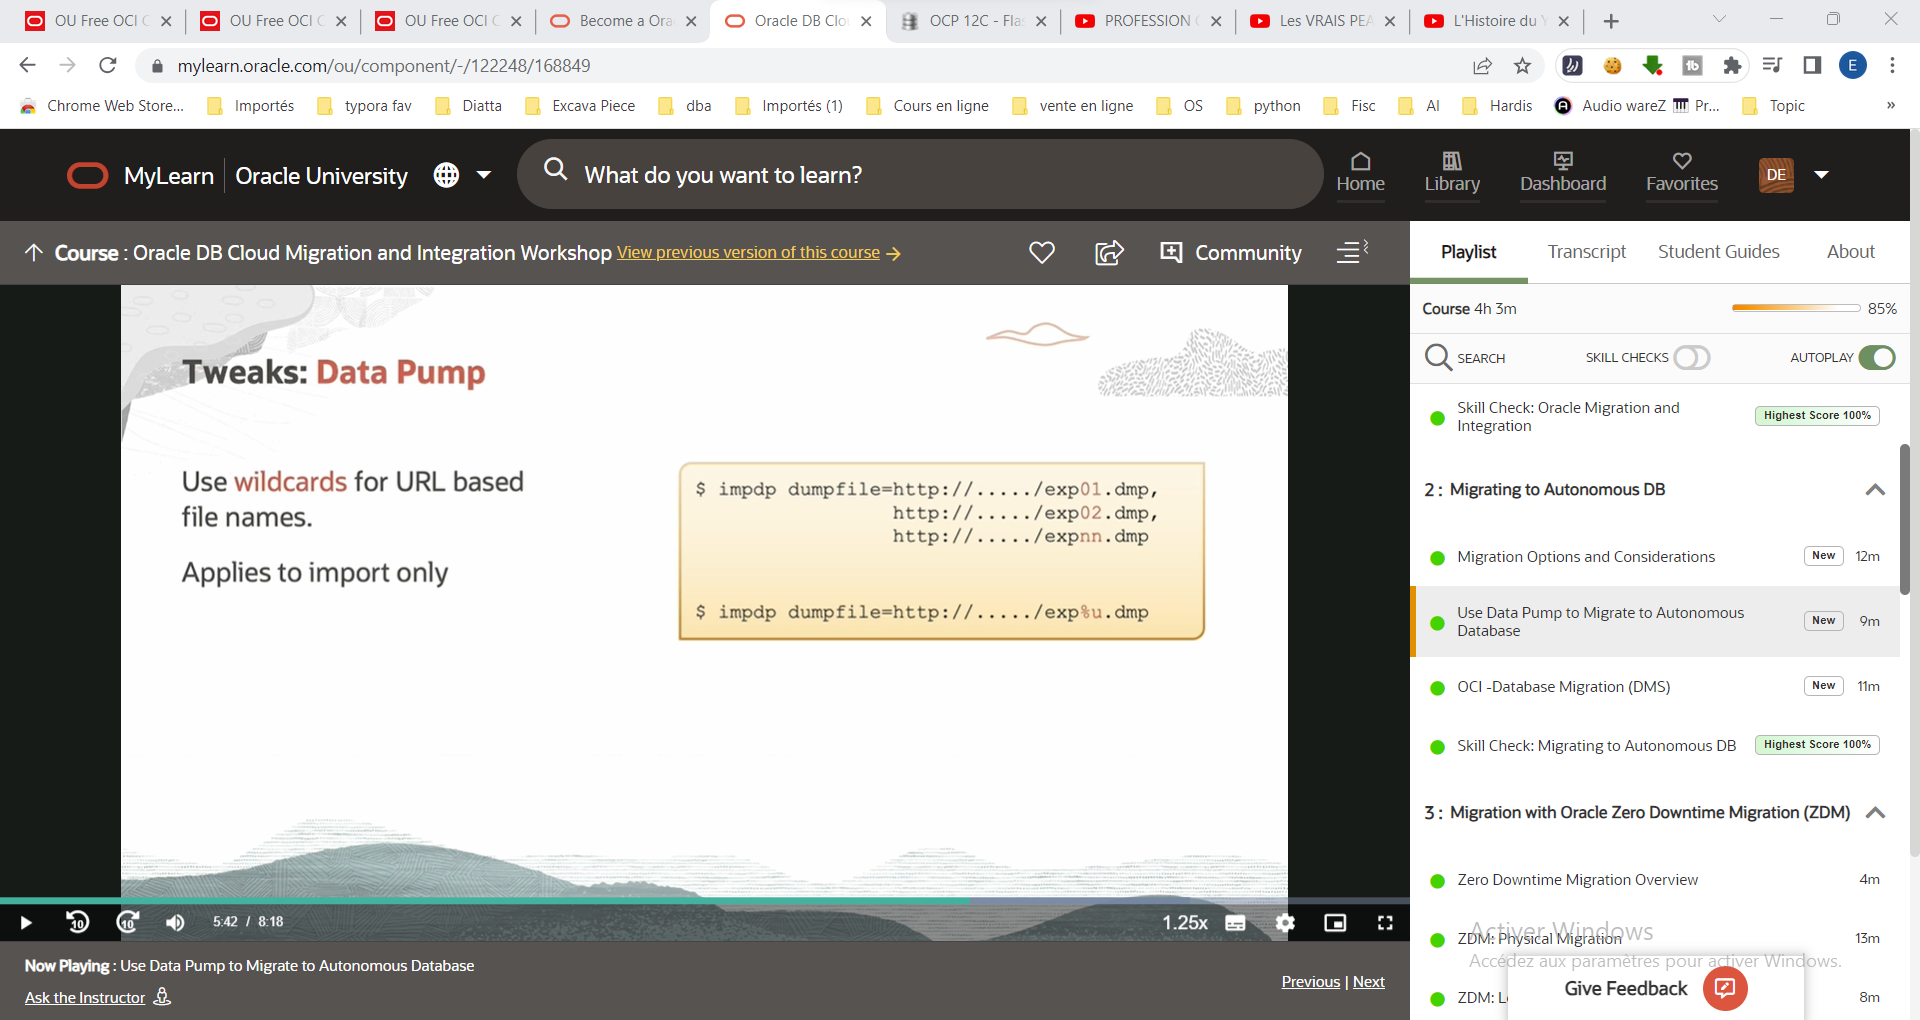 OU Free OCI C
OU Free OCI C
OU Free OCI C
Become a Ora
Oracle DB Clo
OCP 12C - Fla
PROFESSION
Les VRAIS PEA
L'Histoire du Y
mylearn.oracle.com/ou/component/-/122248/168849
E
Chrome Web Store...
Importés
typora fav
Diatta
Excava Piece
dba
Importés (1)
Cours en ligne
vente en ligne
OS
python
Fisc
AI
Hardis
Audio wareZ
Pr...
Topic
»
MyLearn
Oracle University
What do you want to learn?
Home
Library
Dashboard
Favorites
DE
Course : Oracle DB Cloud Migration and Integration Workshop View previous version of this course
Community
Playlist
Transcript
Student Guides
About
Course 4h 3m
85%
SEARCH
SKILL CHECKS
AUTOPLAY
Tweaks: Data Pump
Use wildcards for URL based
file names.
Applies to import only
$ impdp dumpfile=http://...../exp01.dmp,
http://...../exp02.dmp,
http://...../expnn.dmp
$ impdp dumpfile=http://...../exp%u.dmp
Skill Check: Oracle Migration and
Integration
Highest Score 100%
2 : Migrating to Autonomous DB
Migration Options and Considerations
New
12m
Use Data Pump to Migrate to Autonomous
Database
New
9m
OCI -Database Migration (DMS)
New
11m
Skill Check: Migrating to Autonomous DB
Highest Score 100%
3 : Migration with Oracle Zero Downtime Migration (ZDM)
Zero Downtime Migration Overview
4m
ZDM: Physical Migration
13m
ZDM: L
8m
Activer Windows
Accédez aux paramètres pour activer Windows.
Give Feedback
10
10
5:42 / 8:18
1.25x
Now Playing : Use Data Pump to Migrate to Autonomous Database
Ask the Instructor
Previous | Next